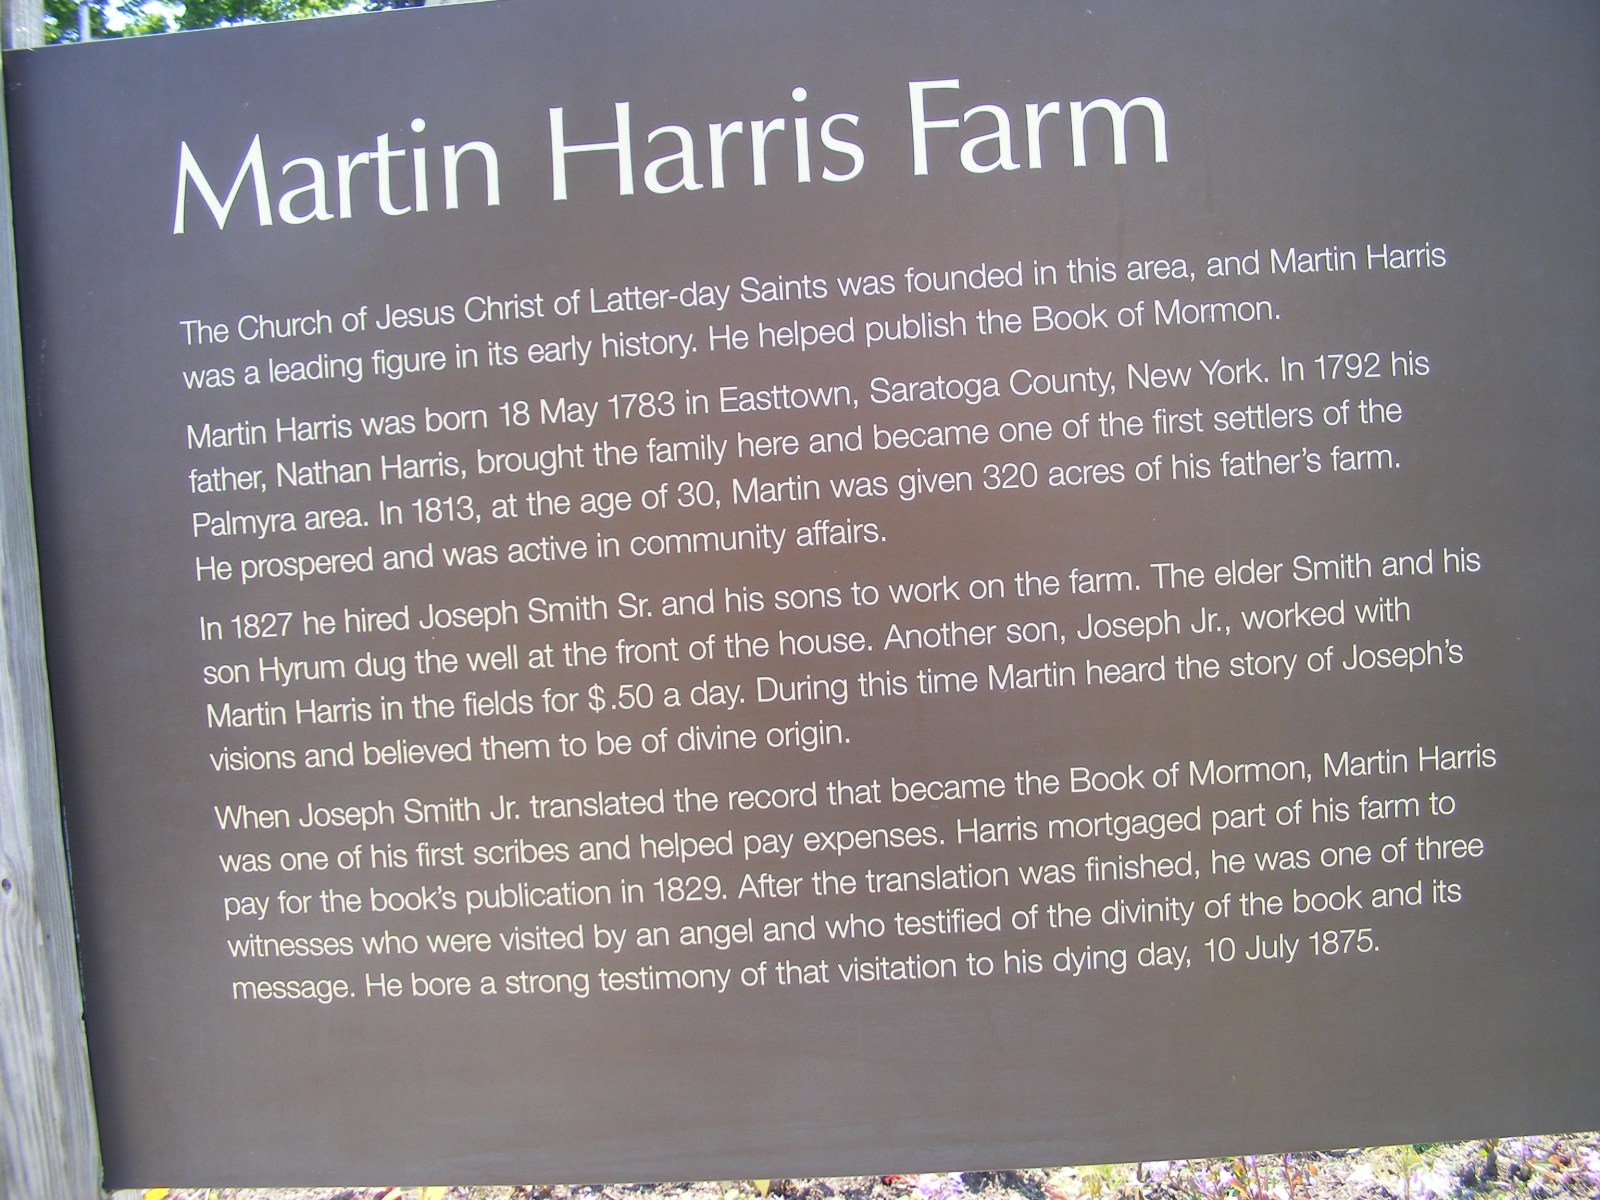 Martin Harris Farm
The Church of Jesus Christ of Latter-day Saints was founded in this area, and Martin Harris
was a leading figure in its early history. He helped publish the Book of Mormon.
Martin Harris was born 18 May 1783 in Easttown, Saratoga County, New York. In 1792 his
father, Nathan Harris, brought the family here and became one of the first settlers of the
Palmyra area. In 1813, at the age of 30, Martin was given 320 acres of his father's farm.
He prospered and was active in community affairs.
In 1827 he hired Joseph Smith Sr. and his sons to work on the farm. The elder Smith and his
son Hyrum dug the well at the front of the house. Another son, Joseph Jr., worked with
Martin Harris in the fields for $.50 a day. During this time Martin heard the story of Joseph's
visions and believed them to be of divine origin.
When Joseph Smith Jr. translated the record that became the Book of Mormon, Martin Harris
was one of his first scribes and helped pay expenses. Harris mortgaged part of his farm to
pay for the book's publication in 1829. After the translation was finished, he was one of three
witnesses who were visited by an angel and who testified of the divinity of the book and its
message. He bore a strong testimony of that visitation to his dying day, 10 July 1875.